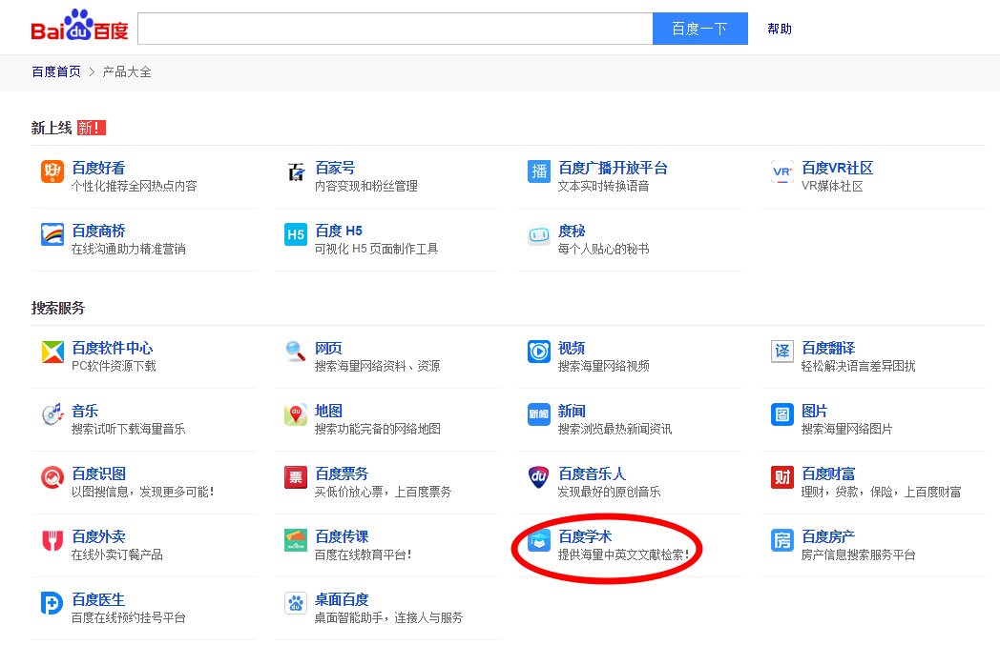 Bai du 百度
百度一下
帮助
百度首页 > 产品大全
新上线 新！
好!
百度好看
个性化推荐全网热点内容
百
百家号
内容变现和粉丝管理
播
百度广播开放平台
文本实时转换语音
VR
百度VR社区
VR媒体社区
百度商桥
在线沟通助力精准营销
H5
百度 H5
可视化 H5 页面制作工具
度秘
每个人贴心的秘书
搜索服务
百度软件中心
PC软件资源下载
网页
搜索海量网络资料、资源
视频
搜索海量网络视频
译
百度翻译
轻松解决语言差异困扰
音乐
搜索试听下载海量音乐
du
地图
搜索功能完备的网络地图
新闻
新闻
搜索浏览最热新闻资讯
图
图片
搜索海量网络图片
百度识图
以图搜信息，发现更多可能！
票
百度票务
买低价放心票，上百度票务
du
百度音乐人
发现最好的原创音乐
财
百度财富
理财，贷款，保险，上百度财富
百度外卖
在线外卖订餐产品
百度传课
百度在线教育平台！
百度学术
提供海量中英文文献检索！
房
百度房产
房产信息搜索服务平台
百度医生
百度在线预约挂号平台
桌面百度
桌面智能助手，连接人与服务